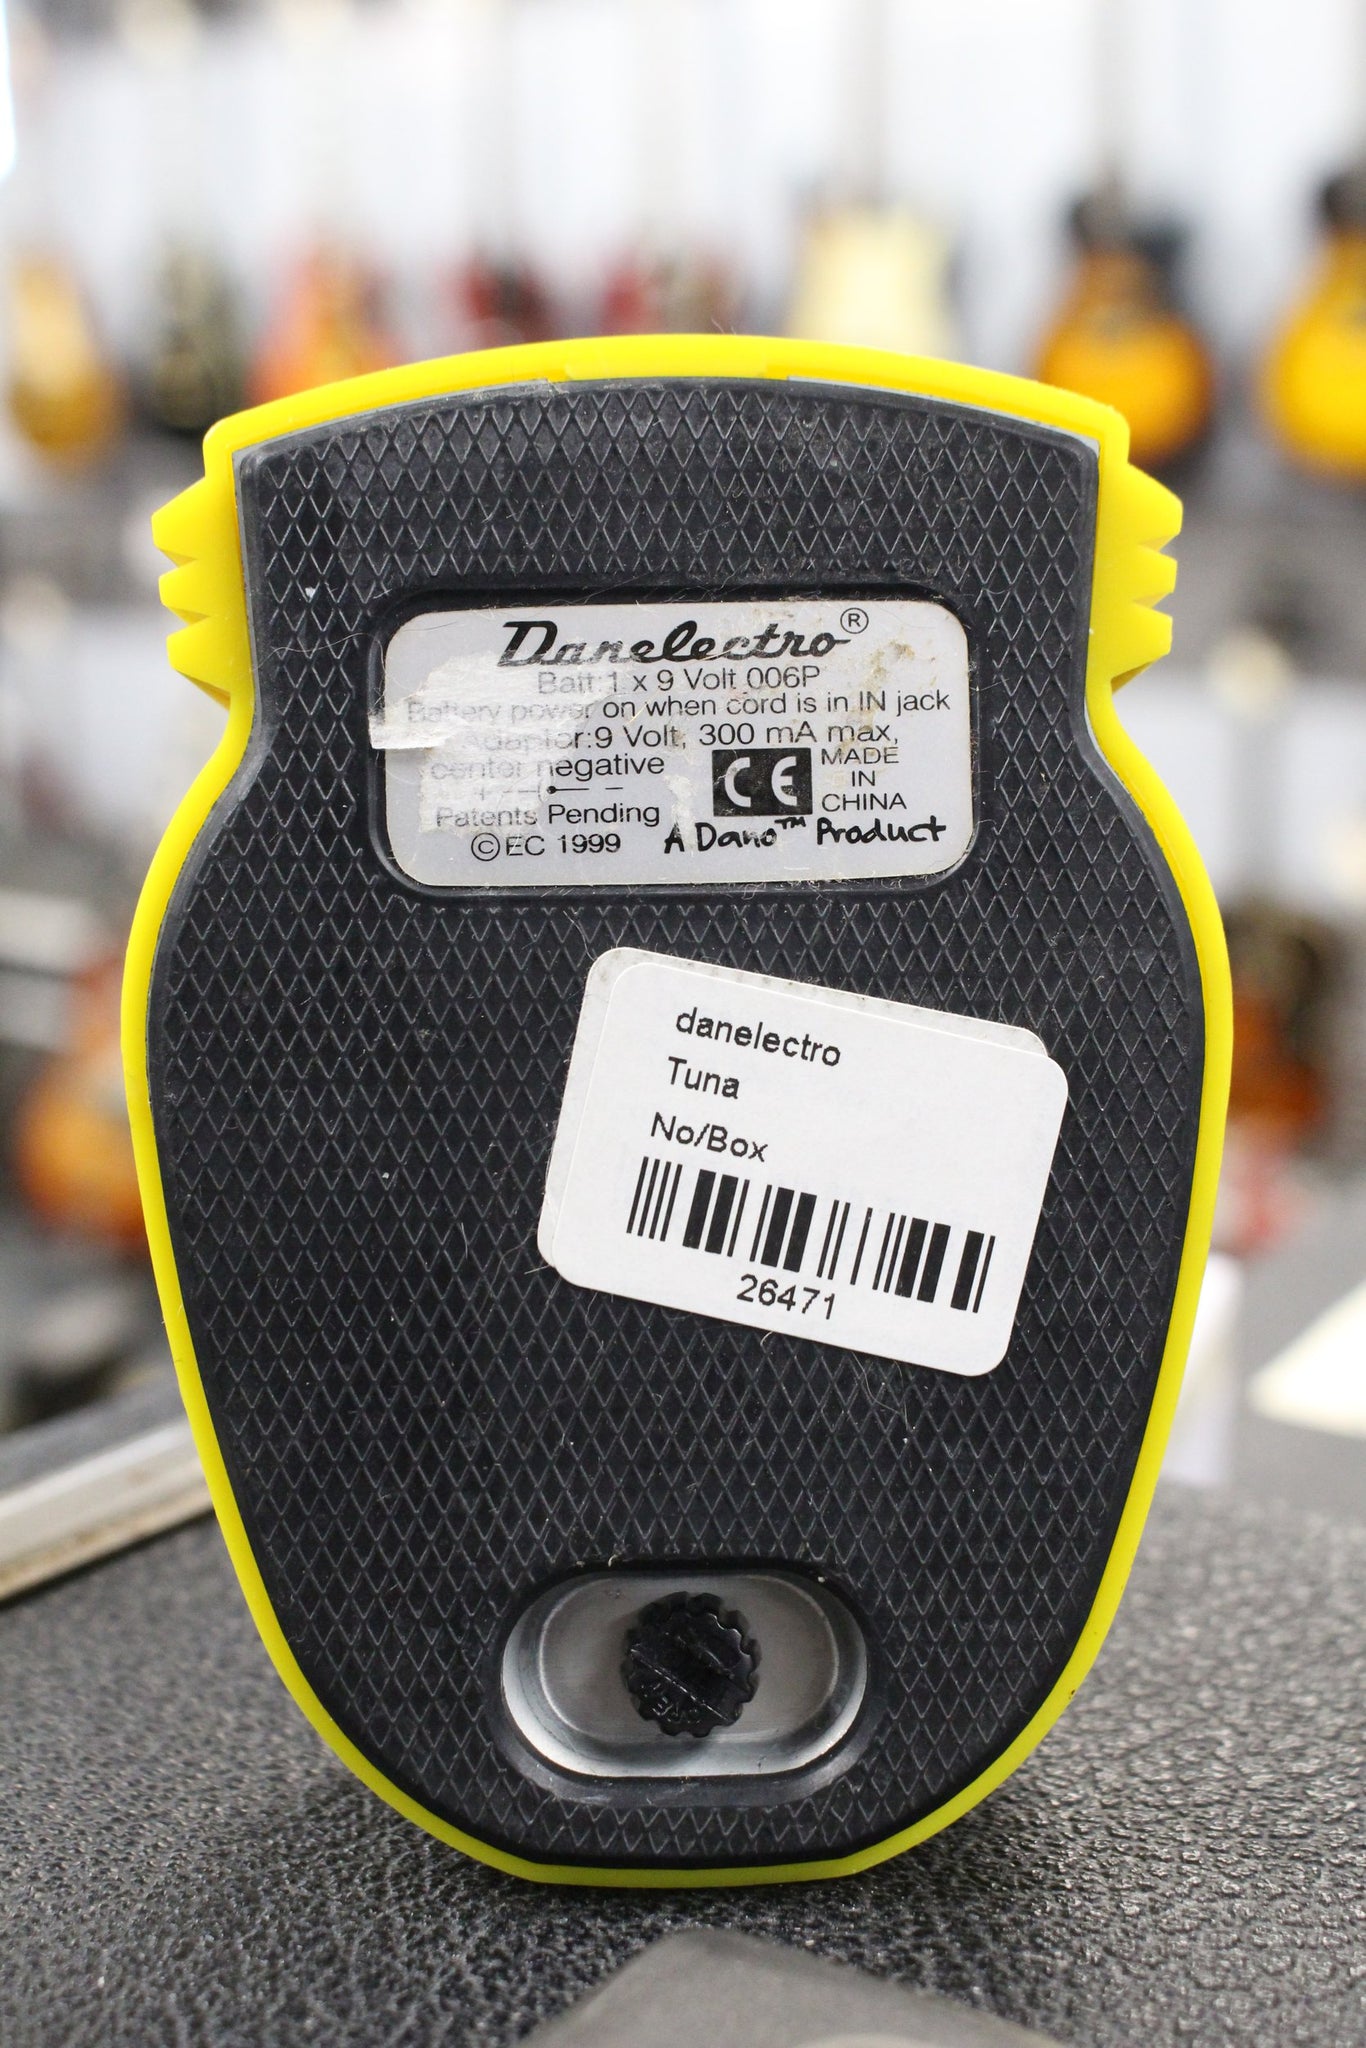 Danelectro®
Batt:1 x 9 Volt 006P
Battery power on when cord is in IN jack
Adaptor:9 Volt, 300 mA max,
center negative
MADE
IN
CHINA
CE
Patents Pending
©EC 1999
A Dano™ Product
danelectro
Tuna
No/Box
26471
OPEN